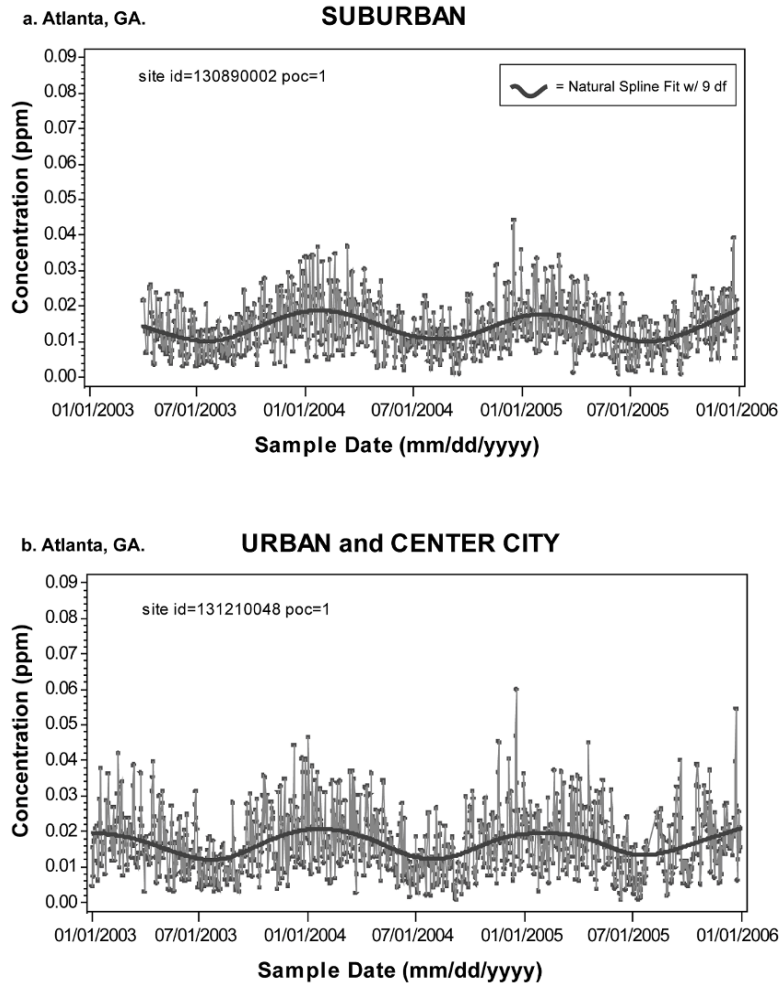 a. Atlanta, GA.
SUBURBAN
0.09
0.08
0.07
0.06
0.05
0.04
0.03
0.02
0.01
0.00
Concentration (ppm)
site id=130890002 poc=1
= Natural Spline Fit w/ 9 df
01/01/2003 07/01/2003 01/01/2004 07/01/2004 01/01/2005 07/01/2005 01/01/2006
Sample Date (mm/dd/yyyy)
b. Atlanta, GA.
URBAN and CENTER CITY
0.09
0.08
0.07
0.06
0.05
0.04
0.03
0.02
0.01
0.00
Concentration (ppm)
site id=131210048 poc=1
01/01/2003 07/01/2003 01/01/2004 07/01/2004 01/01/2005 07/01/2005 01/01/2006
Sample Date (mm/dd/yyyy)